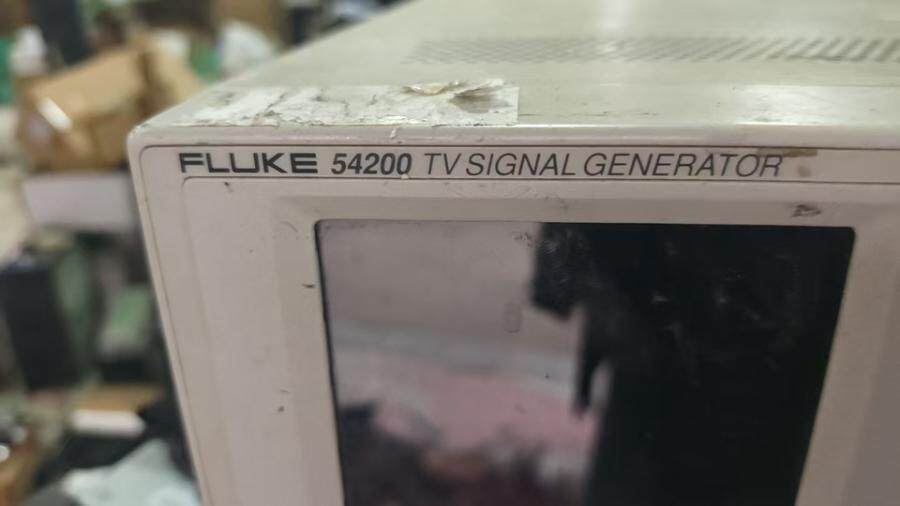 FLUKE 54200 TV SIGNAL GENERATOR